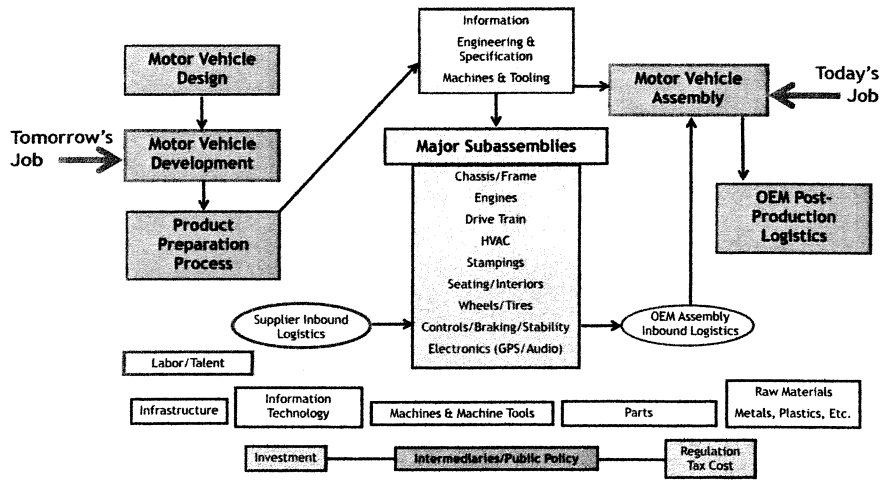 Information
Engineering &
Specification
Machines & Tooling
Motor Vehicle
Design
Motor Vehicle
Assembly
Today's
Job
Tomorrow's
Job
Motor Vehicle
Development
Major Subassemblies
Chassis/Frame
Engines
Drive Train
HVAC
Stampings
Seating/Interiors
Wheels/Tires
Controls/Braking/Stability
Electronics (GPS/Audio)
Product
Preparation
Process
OEM Post-
Production
Logistics
Supplier Inbound
Logistics
OEM Assembly
Inbound Logistics
Labor/Talent
Infrastructure
Information
Technology
Machines & Machine Tools
Parts
Raw Materials
Metals, Plastics, Etc.
Investment
Intermediaries/Public Policy
Regulation
Tax Cost